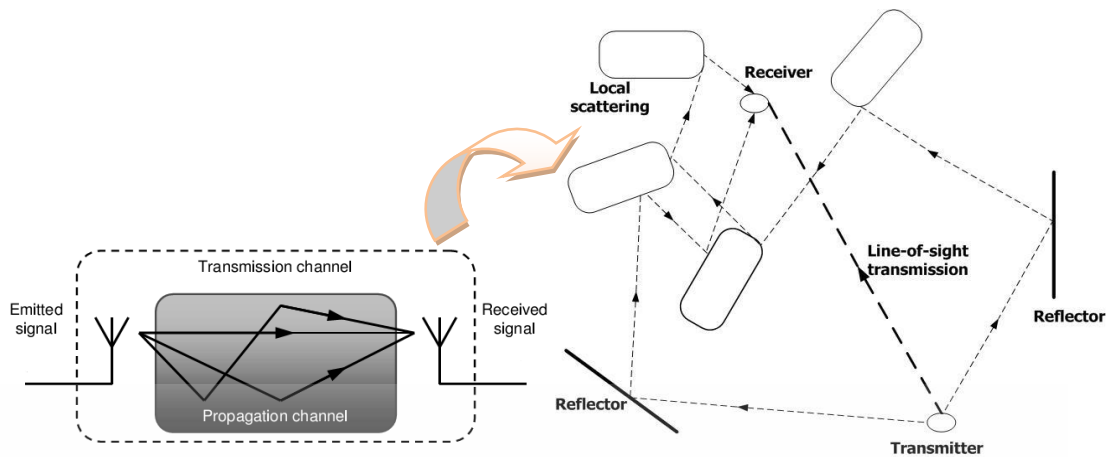 Transmission channel
Emitted
signal
Received
signal
Propagation channel
Local
scattering
Receiver
Line-of-sight
transmission
Reflector
Reflector
Transmitter